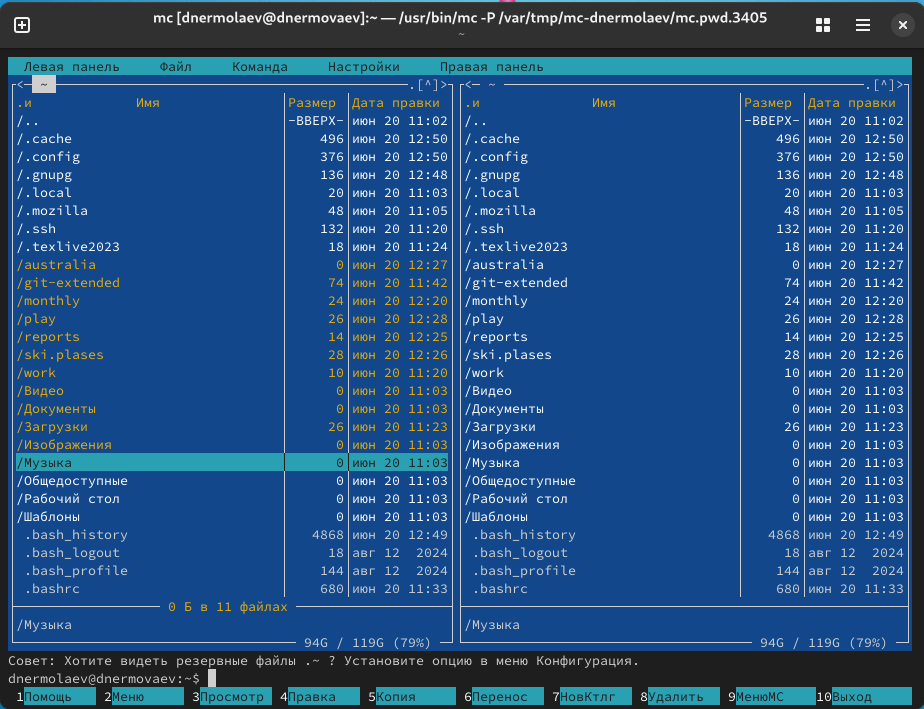 mc [dnermolaev@dnermovaev]:~ — /usr/bin/mc -P /var/tmp/mc-dnermolaev/mc.pwd.3405
~
Левая панель Файл Команда Настройки Правая панель
<─ ~ ─.[^]>
.и Имя Размер Дата правки
/.. -ВВЕРХ- июн 20 11:02
/.cache 496 июн 20 12:50
/.config 376 июн 20 12:50
/.gnupg 136 июн 20 12:48
/.local 20 июн 20 11:03
/.mozilla 48 июн 20 11:05
/.ssh 132 июн 20 11:20
/.texlive2023 18 июн 20 11:24
/australia 0 июн 20 12:27
/git-extended 74 июн 20 11:42
/monthly 24 июн 20 12:20
/play 26 июн 20 12:28
/reports 14 июн 20 12:25
/ski.plases 28 июн 20 12:26
/work 10 июн 20 11:20
/Видео 0 июн 20 11:03
/Документы 0 июн 20 11:03
/Загрузки 26 июн 20 11:23
/Изображения 0 июн 20 11:03
/Музыка 0 июн 20 11:03
/Общедоступные 0 июн 20 11:03
/Рабочий стол 0 июн 20 11:03
/Шаблоны 0 июн 20 11:03
.bash_history 4868 июн 20 12:49
.bash_logout 18 авг 12 2024
.bash_profile 144 авг 12 2024
.bashrc 680 июн 20 11:33
0 Б в 11 файлах
/Музыка
94G / 119G (79%)
<─ ~ ─.[^]>
.и Имя Размер Дата правки
/.. -ВВЕРХ- июн 20 11:02
/.cache 496 июн 20 12:50
/.config 376 июн 20 12:50
/.gnupg 136 июн 20 12:48
/.local 20 июн 20 11:03
/.mozilla 48 июн 20 11:05
/.ssh 132 июн 20 11:20
/.texlive2023 18 июн 20 11:24
/australia 0 июн 20 12:27
/git-extended 74 июн 20 11:42
/monthly 24 июн 20 12:20
/play 26 июн 20 12:28
/reports 14 июн 20 12:25
/ski.plases 28 июн 20 12:26
/work 10 июн 20 11:20
/Видео 0 июн 20 11:03
/Документы 0 июн 20 11:03
/Загрузки 26 июн 20 11:23
/Изображения 0 июн 20 11:03
/Музыка 0 июн 20 11:03
/Общедоступные 0 июн 20 11:03
/Рабочий стол 0 июн 20 11:03
/Шаблоны 0 июн 20 11:03
.bash_history 4868 июн 20 12:49
.bash_logout 18 авг 12 2024
.bash_profile 144 авг 12 2024
.bashrc 680 июн 20 11:33
/Музыка
94G / 119G (79%)
Совет: Хотите видеть резервные файлы .~ ? Установите опцию в меню Конфигурация.
dnermolaev@dnermovaev:~$
1Помощь 2Меню 3Просмотр 4Правка 5Копия 6Перенос 7НовКтлг 8Удалить 9МенюMC 10Выход